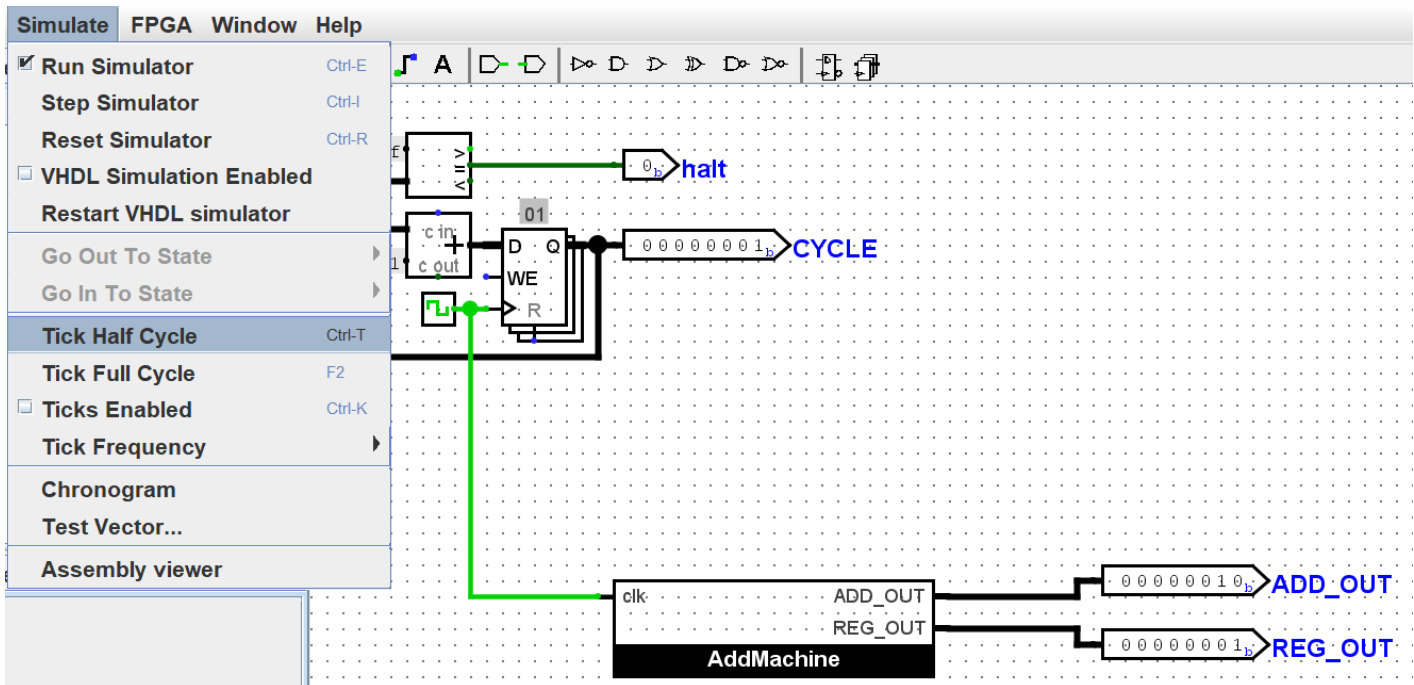 Simulate FPGA Window Help
Run Simulator Ctrl-E
A
Step Simulator Ctrl-I
Reset Simulator Ctrl-R
VHDL Simulation Enabled
Restart VHDL simulator
Go Out To State
Go In To State
Tick Half Cycle Ctrl-T
Tick Full Cycle F2
Ticks Enabled Ctrl-K
Tick Frequency
Chronogram
Test Vector...
Assembly viewer
f
>
=
<
0b halt
01
c in
+
c out
1
D Q
WE
R
00000001b CYCLE
clk ADD_OUT
REG_OUT
AddMachine
00000010b ADD_OUT
00000001b REG_OUT